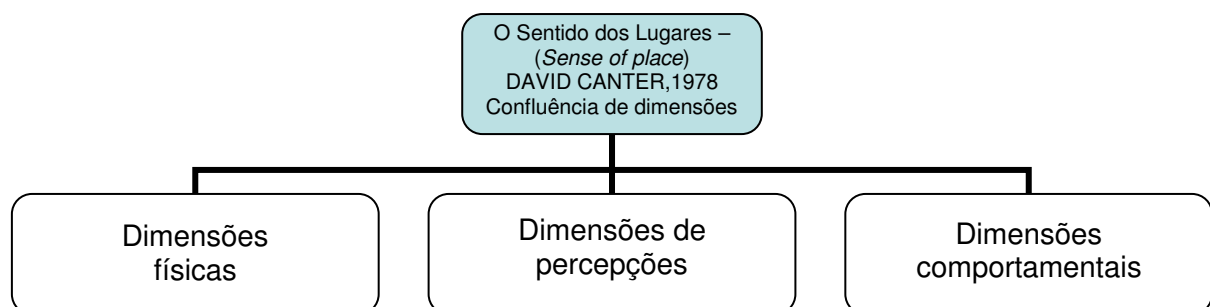 O Sentido dos Lugares –
(Sense of place)
DAVID CANTER,1978
Confluência de dimensões
Dimensões
físicas
Dimensões de
percepções
Dimensões
comportamentais